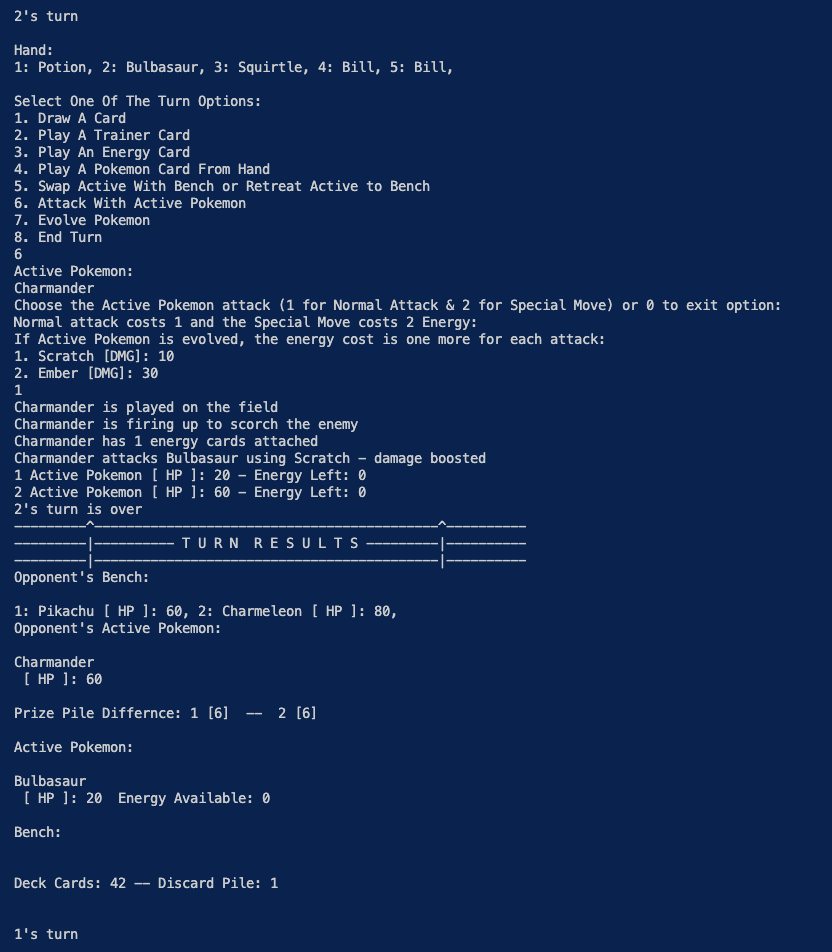 2's turn
Hand:
1: Potion, 2: Bulbasaur, 3: Squirtle, 4: Bill, 5: Bill,
Select One Of The Turn Options:
1. Draw A Card
2. Play A Trainer Card
3. Play An Energy Card
4. Play A Pokemon Card From Hand
5. Swap Active With Bench or Retreat Active to Bench
6. Attack With Active Pokemon
7. Evolve Pokemon
8. End Turn
6
Active Pokemon:
Charmander
Choose the Active Pokemon attack (1 for Normal Attack & 2 for Special Move) or 0 to exit option:
Normal attack costs 1 and the Special Move costs 2 Energy:
If Active Pokemon is evolved, the energy cost is one more for each attack:
1. Scratch [DMG]: 10
2. Ember [DMG]: 30
1
Charmander is played on the field
Charmander is firing up to scorch the enemy
Charmander has 1 energy cards attached
Charmander attacks Bulbasaur using Scratch – damage boosted
1 Active Pokemon [ HP ]: 20 – Energy Left: 0
2 Active Pokemon [ HP ]: 60 – Energy Left: 0
2's turn is over
—————————^———————————————————————————————————————————^——————————
—————————|—————————— T U R N  R E S U L T S —————————|——————————
—————————|———————————————————————————————————————————|——————————
Opponent's Bench:
1: Pikachu [ HP ]: 60, 2: Charmeleon [ HP ]: 80,
Opponent's Active Pokemon:
Charmander
[ HP ]: 60
Prize Pile Differnce: 1 [6]  ——  2 [6]
Active Pokemon:
Bulbasaur
[ HP ]: 20  Energy Available: 0
Bench:
Deck Cards: 42 —— Discard Pile: 1
1's turn